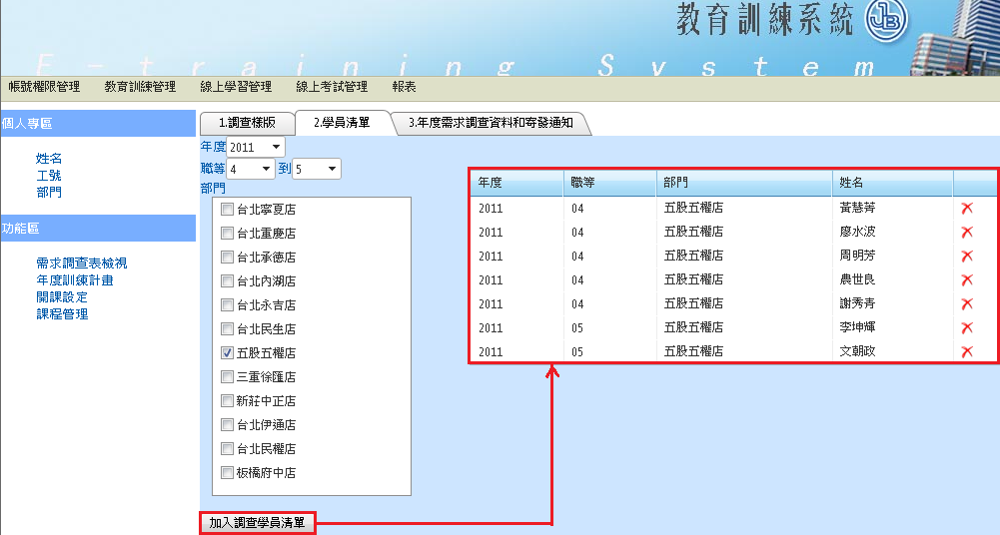 教育訓練系統 JB
E-training System
帳號權限管理 教育訓練管理 線上學習管理 線上考試管理 報表
個人專區
姓名
工號
部門
功能區
需求調查表檢視
年度訓練計畫
開課設定
課程管理
1.調查樣版 2.學員清單 3.年度需求調查資料和寄發通知
年度 2011
職等 4 到 5
部門
台北寧夏店
台北重慶店
台北承德店
台北內湖店
台北永吉店
台北民生店
五股五權店
三重徐匯店
新莊中正店
台北伊通店
台北民權店
板橋府中店
加入調查學員清單
年度 職等 部門 姓名
2011 04 五股五權店 黃慧菁
2011 04 五股五權店 廖水波
2011 04 五股五權店 周明芳
2011 04 五股五權店 農世良
2011 04 五股五權店 謝秀青
2011 05 五股五權店 李坤輝
2011 05 五股五權店 文朝政